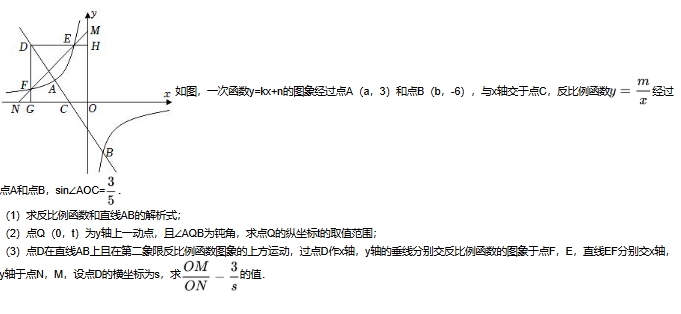 y
M
D
E
H
F
A
x
N G
C
O
B
如图，一次函数y=kx+n的图象经过点A（a，3）和点B（b，-6），与x轴交于点C，反比例函数y=m/x经过
点A和点B，sin∠AOC=3/5.
（1）求反比例函数和直线AB的解析式；
（2）点Q（0，t）为y轴上一动点，且∠AQB为钝角，求点Q的纵坐标t的取值范围；
（3）点D在直线AB上且在第二象限反比例函数图象的上方运动，过点D作x轴，y轴的垂线分别交反比例函数的图象于点F，E，直线EF分别交x轴，
y轴于点N，M，设点D的横坐标为s，求OM/ON-3/s的值.